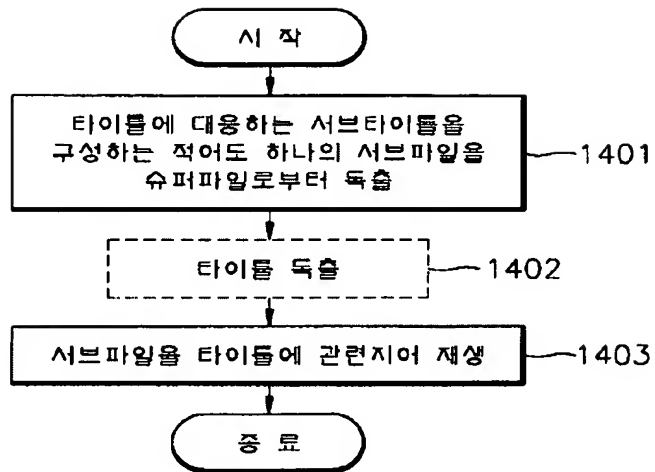 시 작
타이틀에 대응하는 서브타이틀을
구성하는 적어도 하나의 서브파일을
슈퍼파일로부터 독출
1401
타이틀 독출
1402
서브파일을 타이틀에 관련지어 재생
1403
종 료